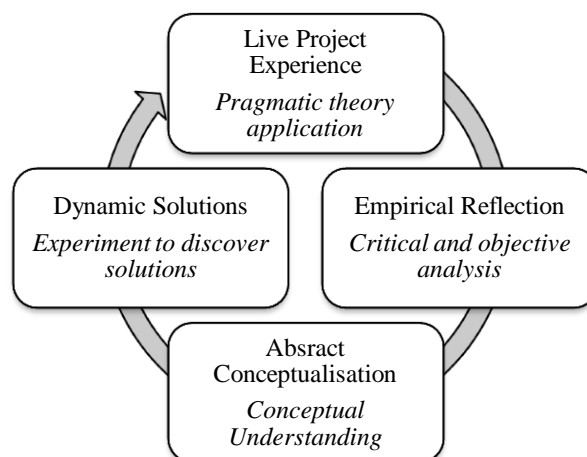 Live Project
Experience
Pragmatic theory
application
Dynamic Solutions
Experiment to discover
solutions
Empirical Reflection
Critical and objective
analysis
Absract
Conceptualisation
Conceptual
Understanding